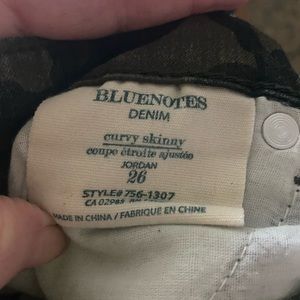 BLUENOTES
DENIM
curvy skinny
coupe étroite ajustée
JORDAN
26
STYLE# 756-1307
CA 02985
MADE IN CHINA / FABRIQUE EN CHINE